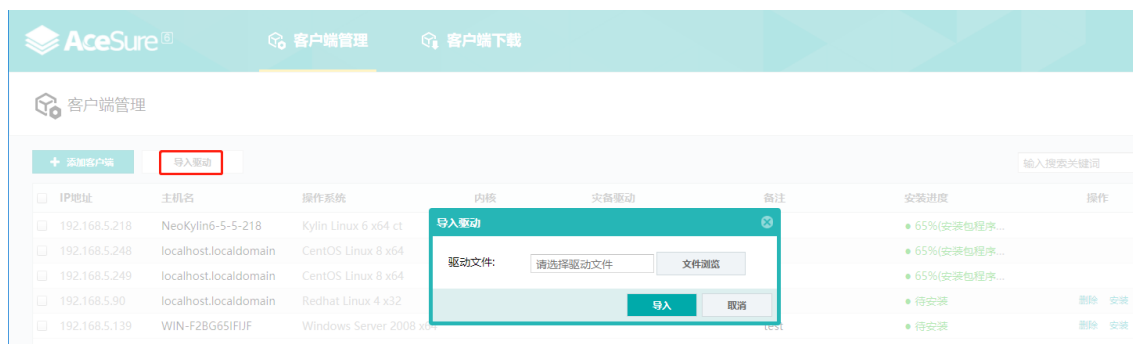 AceSure 客户端管理 客户端下载
客户端管理
+ 添加客户端 导入驱动 输入搜索关键词
IP地址 主机名 操作系统 内核 灾备驱动 备注 安装进度 操作
192.168.5.218 NeoKylin6-5-5-218 Kylin Linux 6 x64 ct 65%(安装包程序...
192.168.5.248 localhost.localdomain CentOS Linux 8 x64 65%(安装包程序...
192.168.5.249 localhost.localdomain CentOS Linux 8 x64 65%(安装包程序...
192.168.5.90 localhost.localdomain Redhat Linux 4 x32 待安装 删除 安装
192.168.5.139 WIN-F2BG65IFIJF Windows Server 2008 x64 test 待安装 删除 安装
导入驱动
驱动文件: 请选择驱动文件 文件浏览
导入 取消